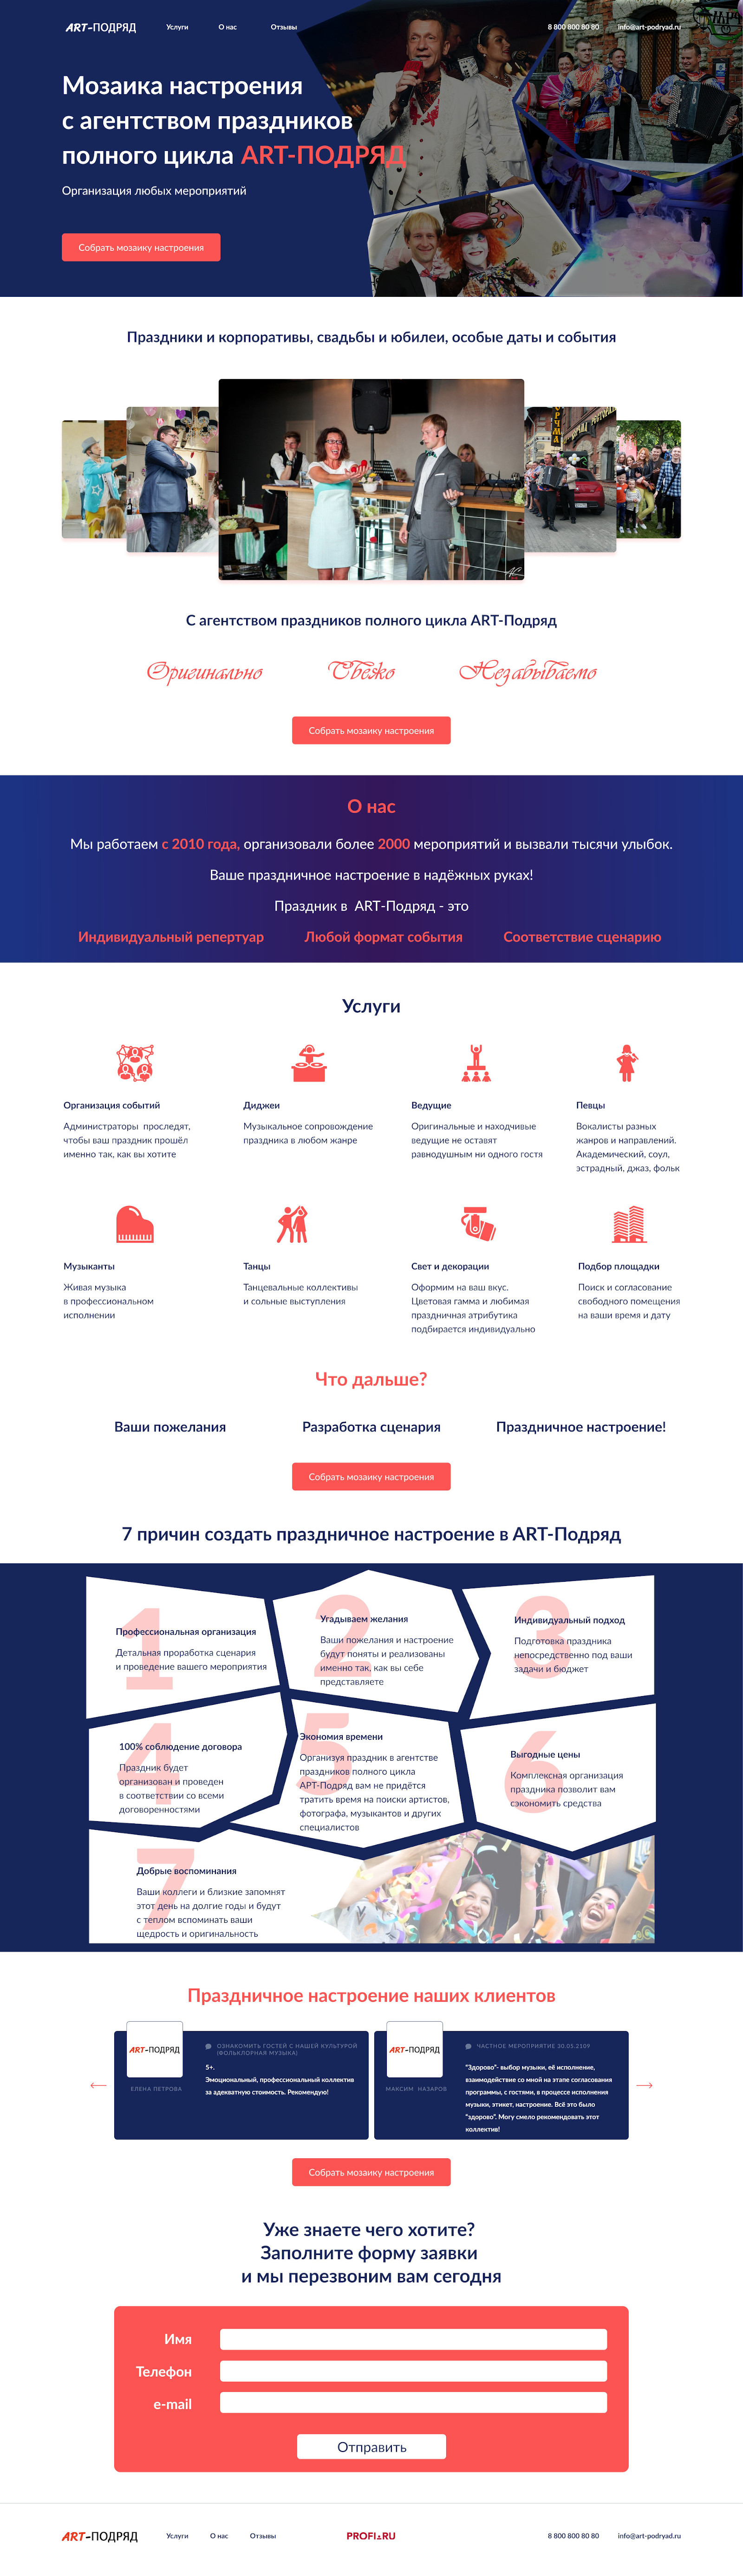 ART-ПОДРЯД
Услуги
О нас
Отзывы
8 800 800 80 80
info@art-podryad.ru
Мозаика настроения
с агентством праздников
полного цикла ART-ПОДРЯД
Организация любых мероприятий
Собрать мозаику настроения
Праздники и корпоративы, свадьбы и юбилеи, особые даты и события
С агентством праздников полного цикла ART-Подряд
Оригинально
Свежо
Незабываемо
Собрать мозаику настроения
О нас
Мы работаем с 2010 года, организовали более 2000 мероприятий и вызвали тысячи улыбок.
Ваше праздничное настроение в надёжных руках!
Праздник в ART-Подряд - это
Индивидуальный репертуар
Любой формат события
Соответствие сценарию
Услуги
Организация событий
Администраторы проследят,
чтобы ваш праздник прошёл
именно так, как вы хотите
Диджеи
Музыкальное сопровождение
праздника в любом жанре
Ведущие
Оригинальные и находчивые
ведущие не оставят
равнодушным ни одного гостя
Певцы
Вокалисты разных
жанров и направлений.
Академический, соул,
эстрадный, джаз, фольк
Музыканты
Живая музыка
в профессиональном
исполнении
Танцы
Танцевальные коллективы
и сольные выступления
Свет и декорации
Оформим на ваш вкус.
Цветовая гамма и любимая
праздничная атрибутика
подбирается индивидуально
Подбор площадки
Поиск и согласование
свободного помещения
на ваши время и дату
Что дальше?
Ваши пожелания
Разработка сценария
Праздничное настроение!
Собрать мозаику настроения
7 причин создать праздничное настроение в ART-Подряд
1
Профессиональная организация
Детальная проработка сценария
и проведение вашего мероприятия
2
Угадываем желания
Ваши пожелания и настроение
будут поняты и реализованы
именно так, как вы себе
представляете
3
Индивидуальный подход
Подготовка праздника
непосредственно под ваши
задачи и бюджет
4
100% соблюдение договора
Праздник будет
организован и проведен
в соответствии со всеми
договоренностями
5
Экономия времени
Организуя праздник в агентстве
праздников полного цикла
АРТ-Подряд вам не придётся
тратить время на поиски артистов,
фотографа, музыкантов и других
специалистов
6
Выгодные цены
Комплексная организация
праздника позволит вам
сэкономить средства
7
Добрые воспоминания
Ваши коллеги и близкие запомнят
этот день на долгие годы и будут
с теплом вспоминать ваши
щедрость и оригинальность
Праздничное настроение наших клиентов
ART-ПОДРЯД
ЕЛЕНА ПЕТРОВА
ОЗНАКОМИТЬ ГОСТЕЙ С НАШЕЙ КУЛЬТУРОЙ
(ФОЛЬКЛОРНАЯ МУЗЫКА)
5+.
Эмоциональный, профессиональный коллектив
за адекватную стоимость. Рекомендую!
ART-ПОДРЯД
МАКСИМ НАЗАРОВ
ЧАСТНОЕ МЕРОПРИЯТИЕ 30.05.2109
"Здорово"- выбор музыки, её исполнение,
взаимодействие со мной на этапе согласования
программы, с гостями, в процессе исполнения
музыки, этикет, настроение. Всё это было
"здорово". Могу смело рекомендовать этот
коллектив!
Собрать мозаику настроения
Уже знаете чего хотите?
Заполните форму заявки
и мы перезвоним вам сегодня
Имя
Телефон
e-mail
Отправить
ART-ПОДРЯД
Услуги
О нас
Отзывы
PROFI.RU
8 800 800 80 80
info@art-podryad.ru